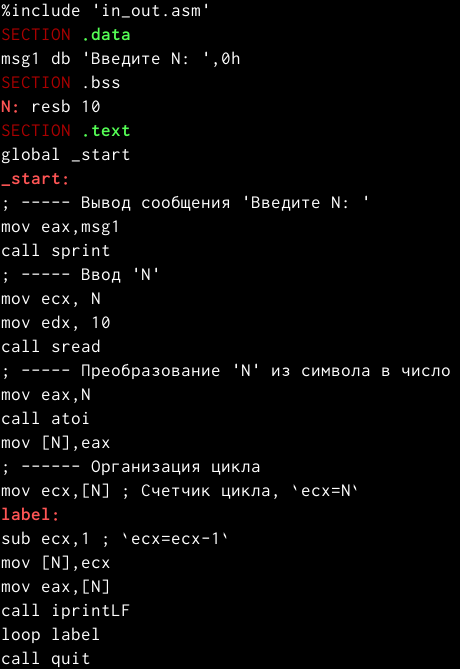 %include 'in_out.asm'
SECTION .data
msg1 db 'Введите N: ',0h
SECTION .bss
N: resb 10
SECTION .text
global _start
_start:
; ----- Вывод сообщения 'Введите N: '
mov eax,msg1
call sprint
; ----- Ввод 'N'
mov ecx, N
mov edx, 10
call sread
; ----- Преобразование 'N' из символа в число
mov eax,N
call atoi
mov [N],eax
; ------ Организация цикла
mov ecx,[N] ; Счетчик цикла, `ecx=N`
label:
sub ecx,1 ; `ecx=ecx-1`
mov [N],ecx
mov eax,[N]
call iprintLF
loop label
call quit